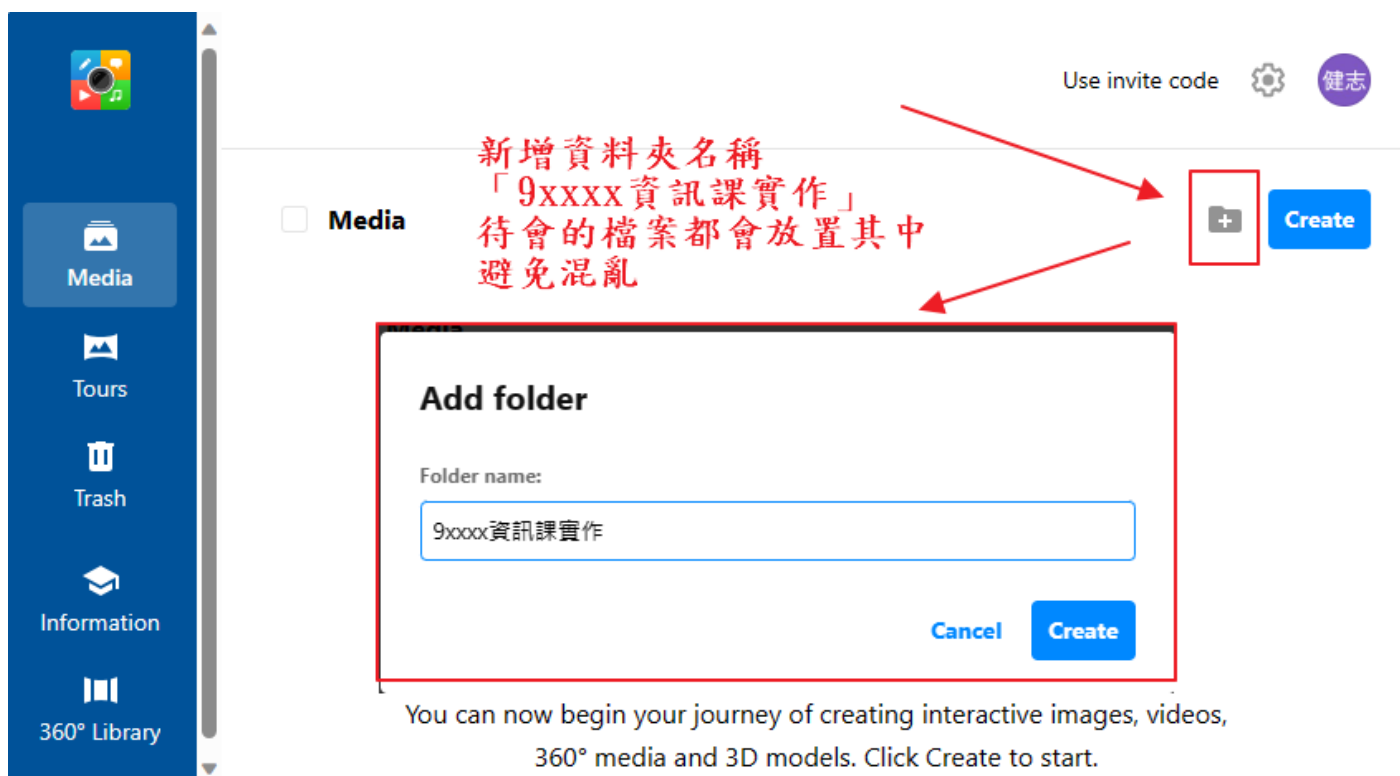 Use invite code
健志
新增資料夾名稱
「9xxxx資訊課實作」
待會的檔案都會放置其中
避免混亂
Media
Create
Media
Tours
Trash
Information
360° Library
Media
Add folder
Folder name:
9xxxx資訊課實作
Cancel
Create
You can now begin your journey of creating interactive images, videos,
360° media and 3D models. Click Create to start.